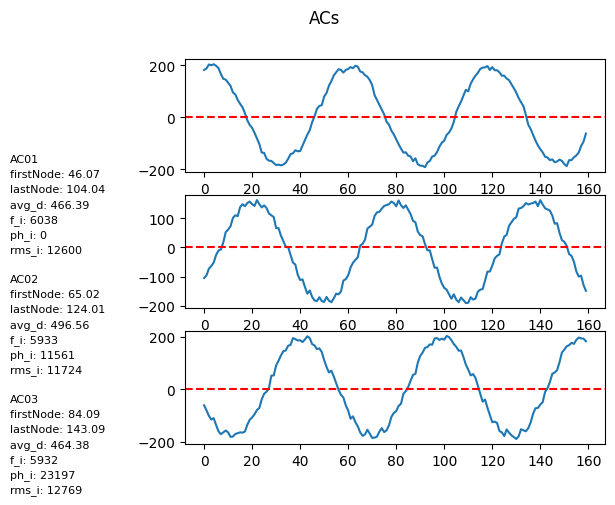 ACs
200
0
−200
0 20 40 60 80 100 120 140 160
AC01
firstNode: 46.07
lastNode: 104.04
avg_d: 466.39
f_i: 6038
ph_i: 0
rms_i: 12600
100
0
−100
−200
0 20 40 60 80 100 120 140 160
AC02
firstNode: 65.02
lastNode: 124.01
avg_d: 496.56
f_i: 5933
ph_i: 11561
rms_i: 11724
200
0
−200
0 20 40 60 80 100 120 140 160
AC03
firstNode: 84.09
lastNode: 143.09
avg_d: 464.38
f_i: 5932
ph_i: 23197
rms_i: 12769